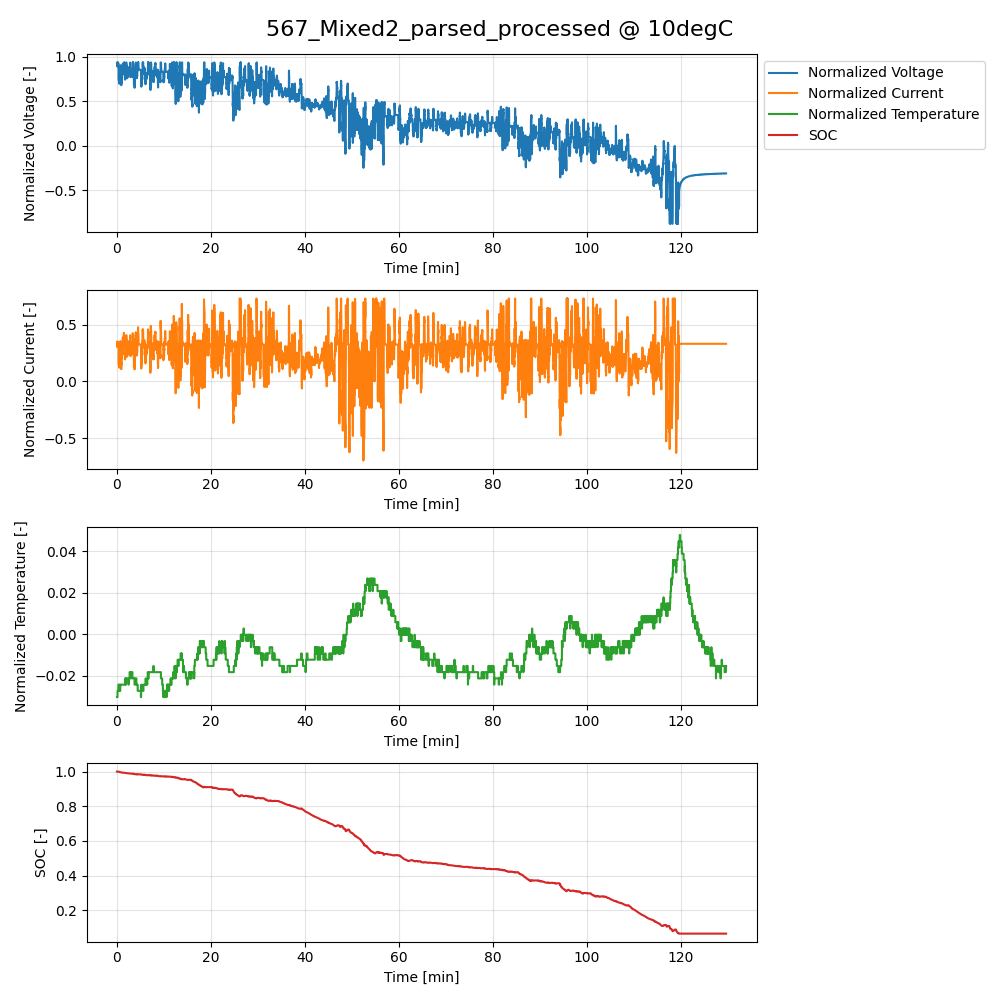 567_Mixed2_parsed_processed @ 10degC
Normalized Voltage [-]
1.0
0.5
0.0
−0.5
0 20 40 60 80 100 120
Time [min]
Normalized Voltage
Normalized Current
Normalized Temperature
SOC
Normalized Current [-]
0.5
0.0
−0.5
0 20 40 60 80 100 120
Time [min]
Normalized Temperature [-]
0.04
0.02
0.00
−0.02
0 20 40 60 80 100 120
Time [min]
SOC [-]
1.0
0.8
0.6
0.4
0.2
0 20 40 60 80 100 120
Time [min]